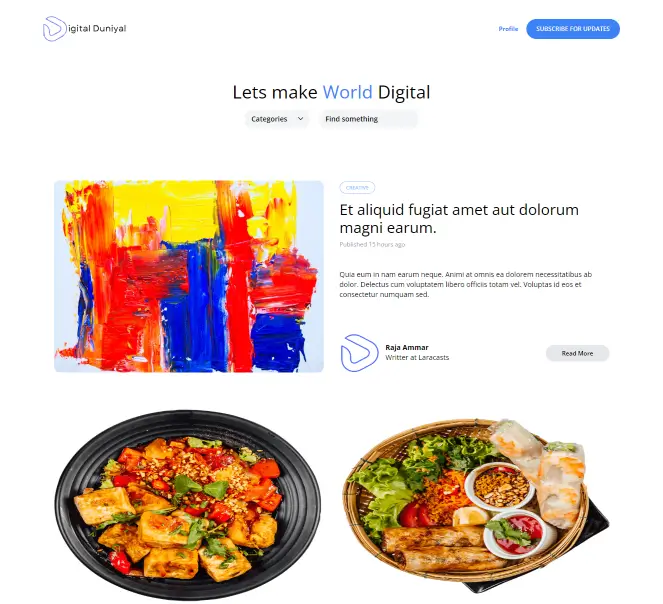 igital Duniyal
Profile
SUBSCRIBE FOR UPDATES
Lets make World Digital
Categories
Find something
CREATIVE
Et aliquid fugiat amet aut dolorum
magni earum.
Published 15 hours ago
Quia eum in nam earum neque. Animi at omnis ea dolorem necessitatibus ab
dolor. Delectus cum voluptatem libero officiis totam vel. Voluptas id eos et
consectetur numquam sed.
Raja Ammar
Writter at Laracasts
Read More